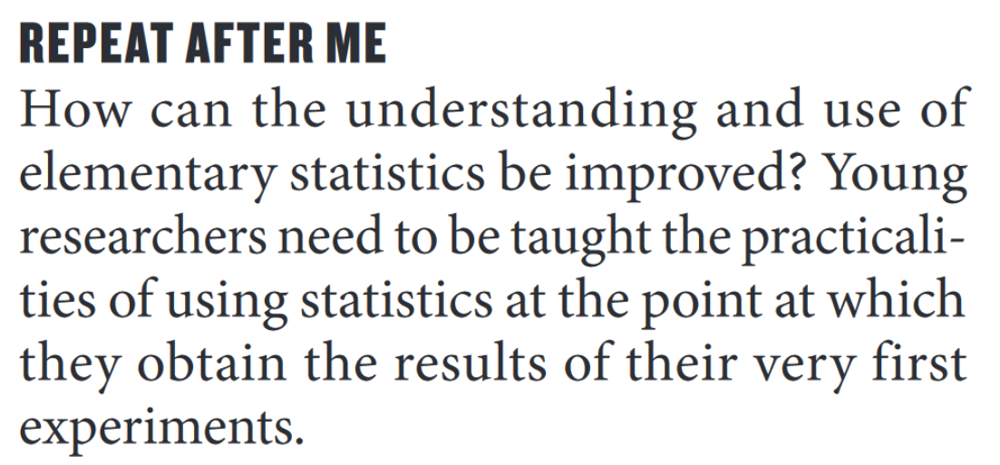 REPEAT AFTER ME
How can the understanding and use of
elementary statistics be improved? Young
researchers need to be taught the practicali-
ties of using statistics at the point at which
they obtain the results of their very first
experiments.